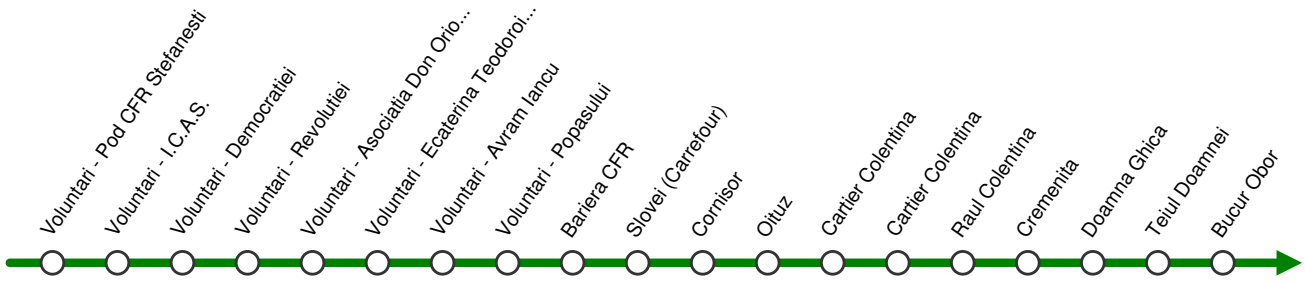 Voluntari - Pod CFR Stefanesti
Voluntari - I.C.A.S.
Voluntari - Democratiei
Voluntari - Revolutiei
Voluntari - Asociatia Don Orio...
Voluntari - Ecaterina Teodoroi...
Voluntari - Avram Iancu
Voluntari - Popasului
Bariera CFR
Slovei (Carrefour)
Cornisor
Oituz
Cartier Colentina
Cartier Colentina
Raul Colentina
Cremenita
Doamna Ghica
Teiul Doamnei
Bucur Obor